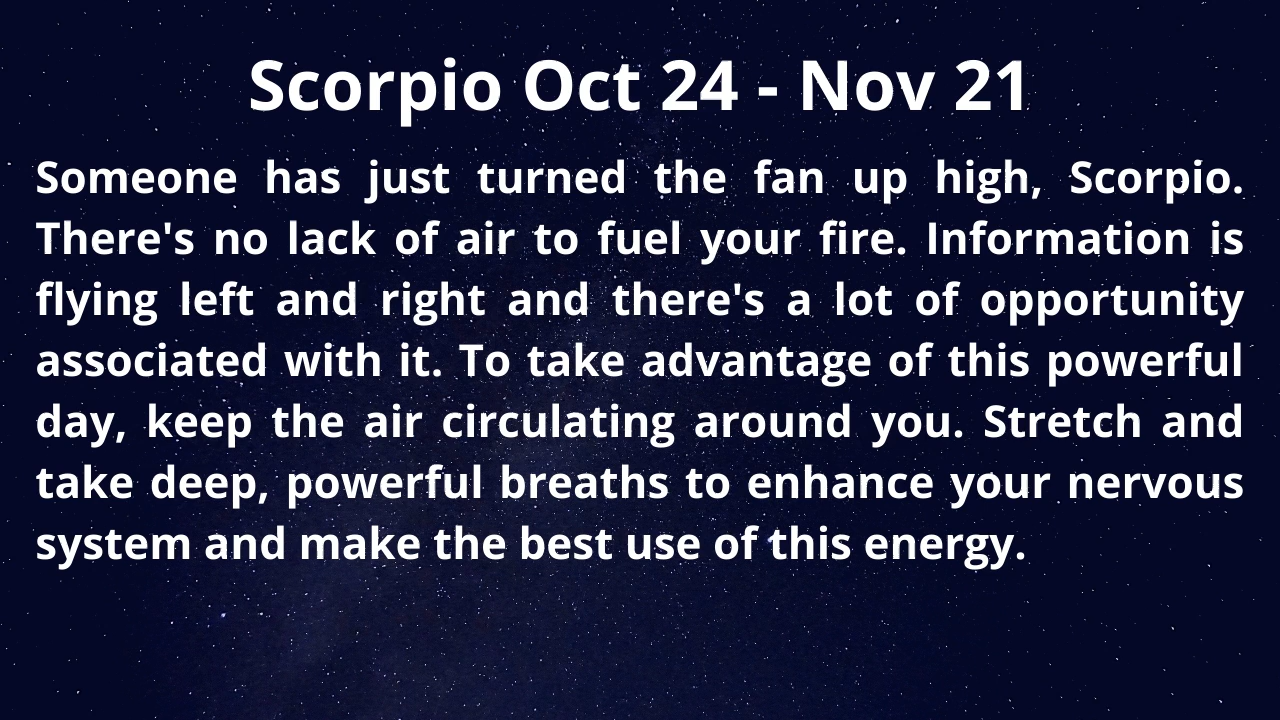 Scorpio Oct 24 - Nov 21
Someone has just turned the fan up high, Scorpio.
There's no lack of air to fuel your fire. Information is
flying left and right and there's a lot of opportunity
associated with it. To take advantage of this powerful
day, keep the air circulating around you. Stretch and
take deep, powerful breaths to enhance your nervous
system and make the best use of this energy.